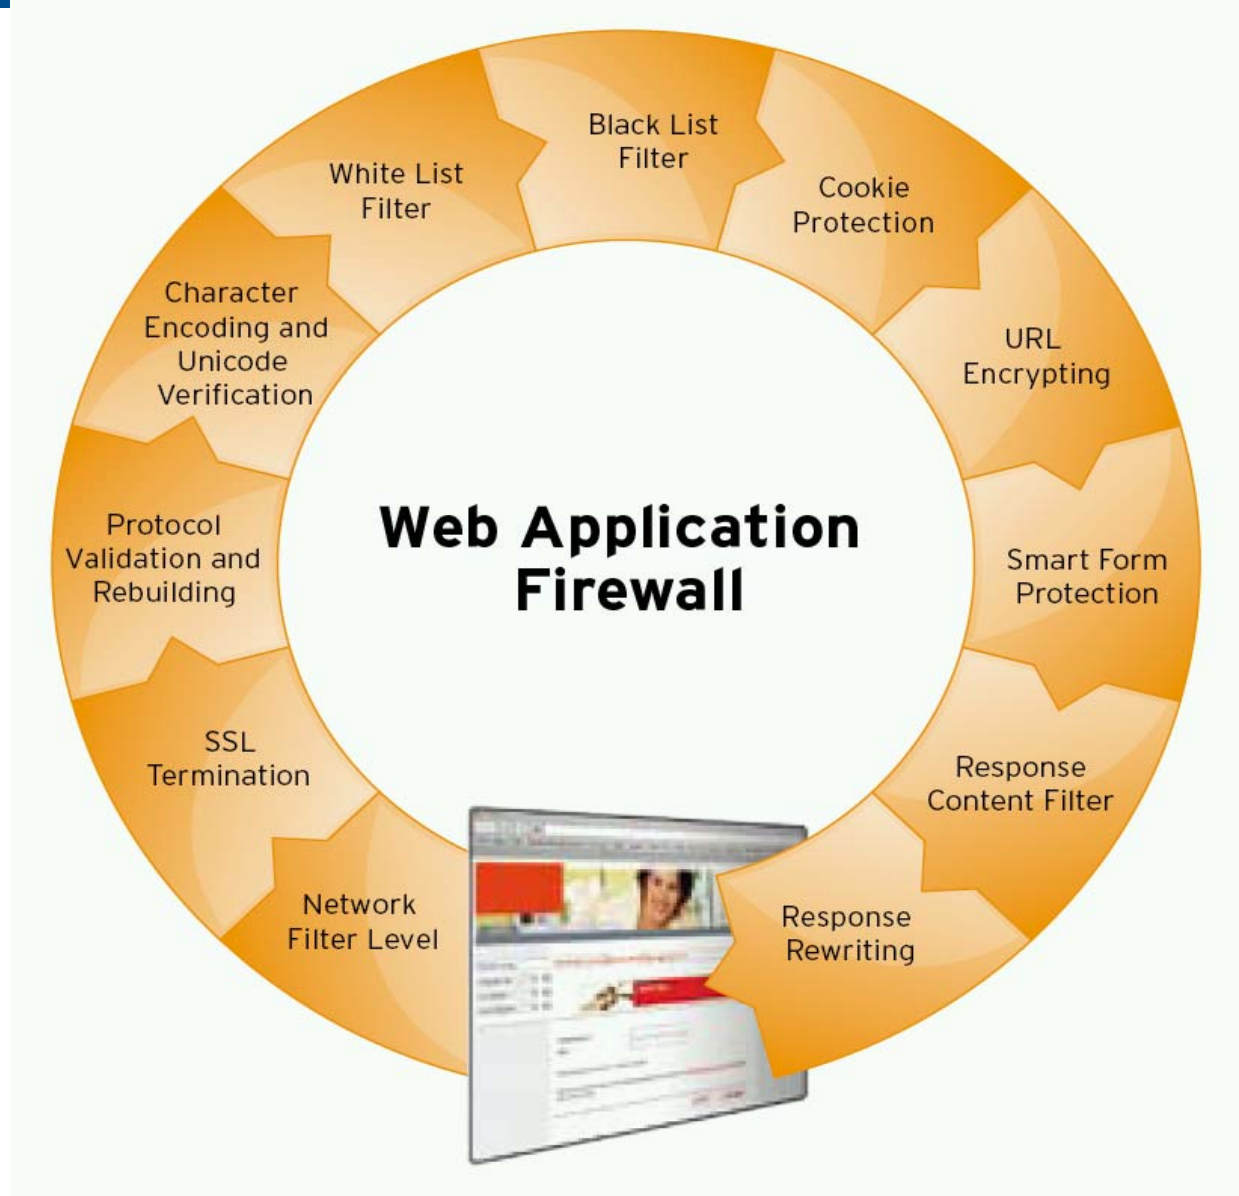 Black List
Filter
White List
Filter
Cookie
Protection
Character
Encoding and
Unicode
Verification
URL
Encrypting
Web Application
Firewall
Protocol
Validation and
Rebuilding
Smart Form
Protection
SSL
Termination
Response
Content Filter
Network
Filter Level
Response
Rewriting